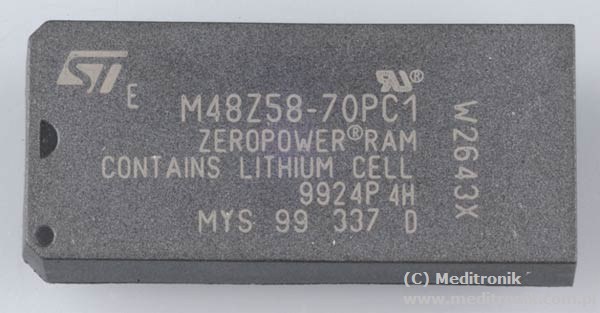 ST
E
M48Z58-70PC1
ZEROPOWER®RAM
CONTAINS LITHIUM CELL
9924P 4H
MYS 99 337 D
W2643X
(C) Meditronik